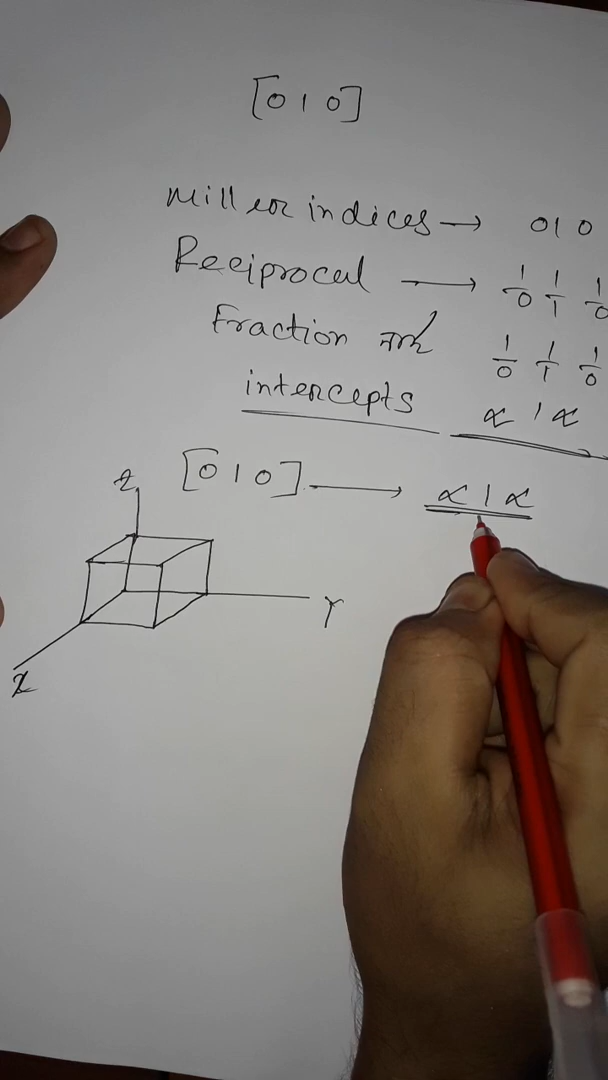 [0 1 0]
Miller indices → 0 1 0
Reciprocal → 1/0 1/1 1/0
Fraction 1/0 1/1 1/0
intercepts ∝ 1 ∝
[0 1 0] → ∝ 1 ∝
Z
Y
X